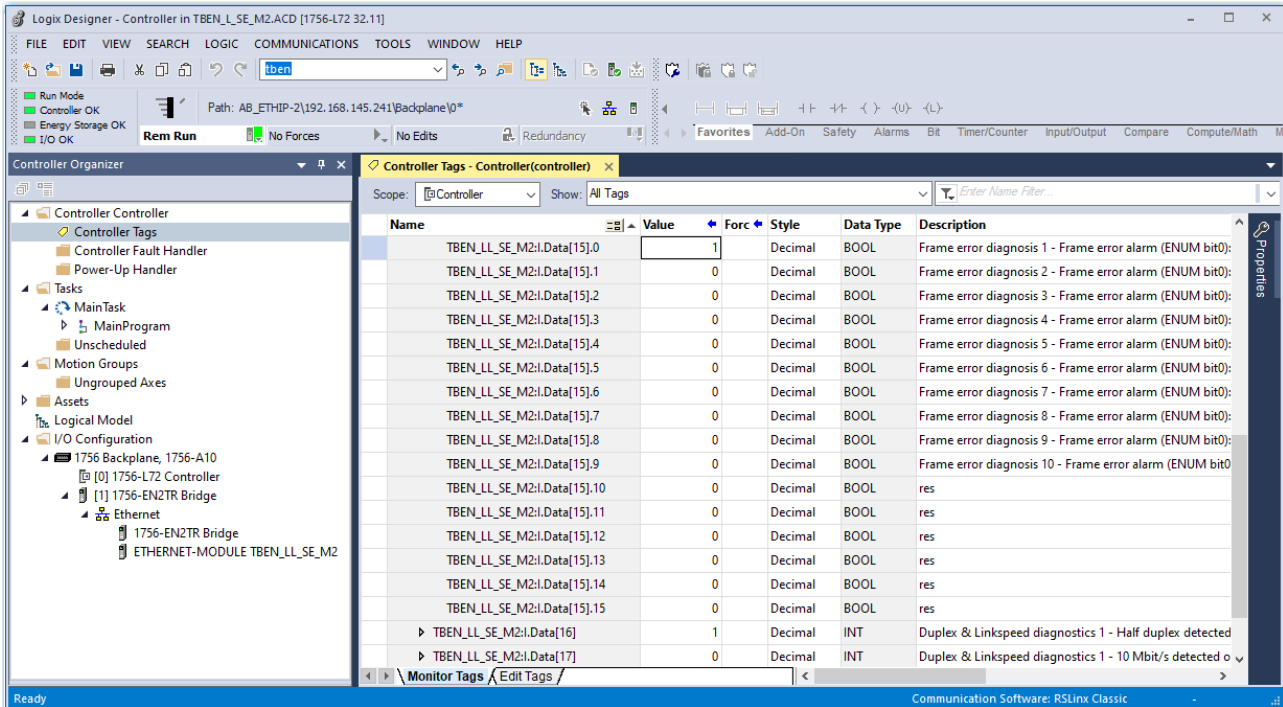 Logix Designer - Controller in TBEN_L_SE_M2.ACD [1756-L72 32.11]
FILE EDIT VIEW SEARCH LOGIC COMMUNICATIONS TOOLS WINDOW HELP
tben
Run Mode
Controller OK
Energy Storage OK
I/O OK
Path: AB_ETHIP-2\192.168.145.241\Backplane\0*
Rem Run No Forces No Edits Redundancy
Favorites Add-On Safety Alarms Bit Timer/Counter Input/Output Compare Compute/Math M
Controller Organizer
Controller Controller
Controller Tags
Controller Fault Handler
Power-Up Handler
Tasks
MainTask
MainProgram
Unscheduled
Motion Groups
Ungrouped Axes
Assets
Logical Model
I/O Configuration
1756 Backplane, 1756-A10
[0] 1756-L72 Controller
[1] 1756-EN2TR Bridge
Ethernet
1756-EN2TR Bridge
ETHERNET-MODULE TBEN_LL_SE_M2
Controller Tags - Controller(controller)
Scope: Controller Show: All Tags Enter Name Filter...
Name Value Forc Style Data Type Description
TBEN_LL_SE_M2:I.Data[15].0 1 Decimal BOOL Frame error diagnosis 1 - Frame error alarm (ENUM bit0):
TBEN_LL_SE_M2:I.Data[15].1 0 Decimal BOOL Frame error diagnosis 2 - Frame error alarm (ENUM bit0):
TBEN_LL_SE_M2:I.Data[15].2 0 Decimal BOOL Frame error diagnosis 3 - Frame error alarm (ENUM bit0):
TBEN_LL_SE_M2:I.Data[15].3 0 Decimal BOOL Frame error diagnosis 4 - Frame error alarm (ENUM bit0):
TBEN_LL_SE_M2:I.Data[15].4 0 Decimal BOOL Frame error diagnosis 5 - Frame error alarm (ENUM bit0):
TBEN_LL_SE_M2:I.Data[15].5 0 Decimal BOOL Frame error diagnosis 6 - Frame error alarm (ENUM bit0):
TBEN_LL_SE_M2:I.Data[15].6 0 Decimal BOOL Frame error diagnosis 7 - Frame error alarm (ENUM bit0):
TBEN_LL_SE_M2:I.Data[15].7 0 Decimal BOOL Frame error diagnosis 8 - Frame error alarm (ENUM bit0):
TBEN_LL_SE_M2:I.Data[15].8 0 Decimal BOOL Frame error diagnosis 9 - Frame error alarm (ENUM bit0):
TBEN_LL_SE_M2:I.Data[15].9 0 Decimal BOOL Frame error diagnosis 10 - Frame error alarm (ENUM bit0
TBEN_LL_SE_M2:I.Data[15].10 0 Decimal BOOL res
TBEN_LL_SE_M2:I.Data[15].11 0 Decimal BOOL res
TBEN_LL_SE_M2:I.Data[15].12 0 Decimal BOOL res
TBEN_LL_SE_M2:I.Data[15].13 0 Decimal BOOL res
TBEN_LL_SE_M2:I.Data[15].14 0 Decimal BOOL res
TBEN_LL_SE_M2:I.Data[15].15 0 Decimal BOOL res
TBEN_LL_SE_M2:I.Data[16] 1 Decimal INT Duplex & Linkspeed diagnostics 1 - Half duplex detected
TBEN_LL_SE_M2:I.Data[17] 0 Decimal INT Duplex & Linkspeed diagnostics 1 - 10 Mbit/s detected o
Monitor Tags Edit Tags
Properties
Ready Communication Software: RSLinx Classic